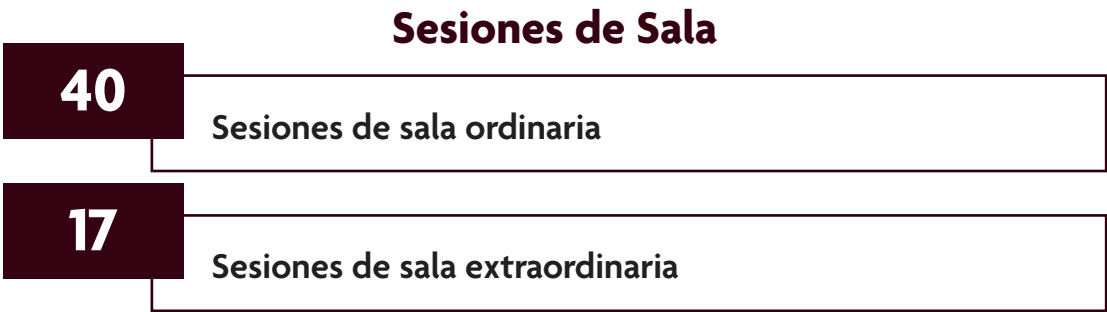 Sesiones de Sala
40
Sesiones de sala ordinaria
17
Sesiones de sala extraordinaria